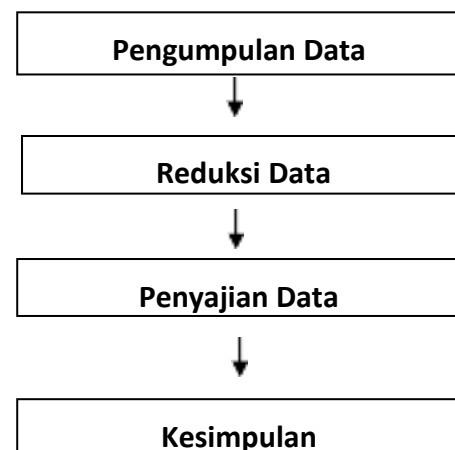 Pengumpulan Data
Reduksi Data
Penyajian Data
Kesimpulan